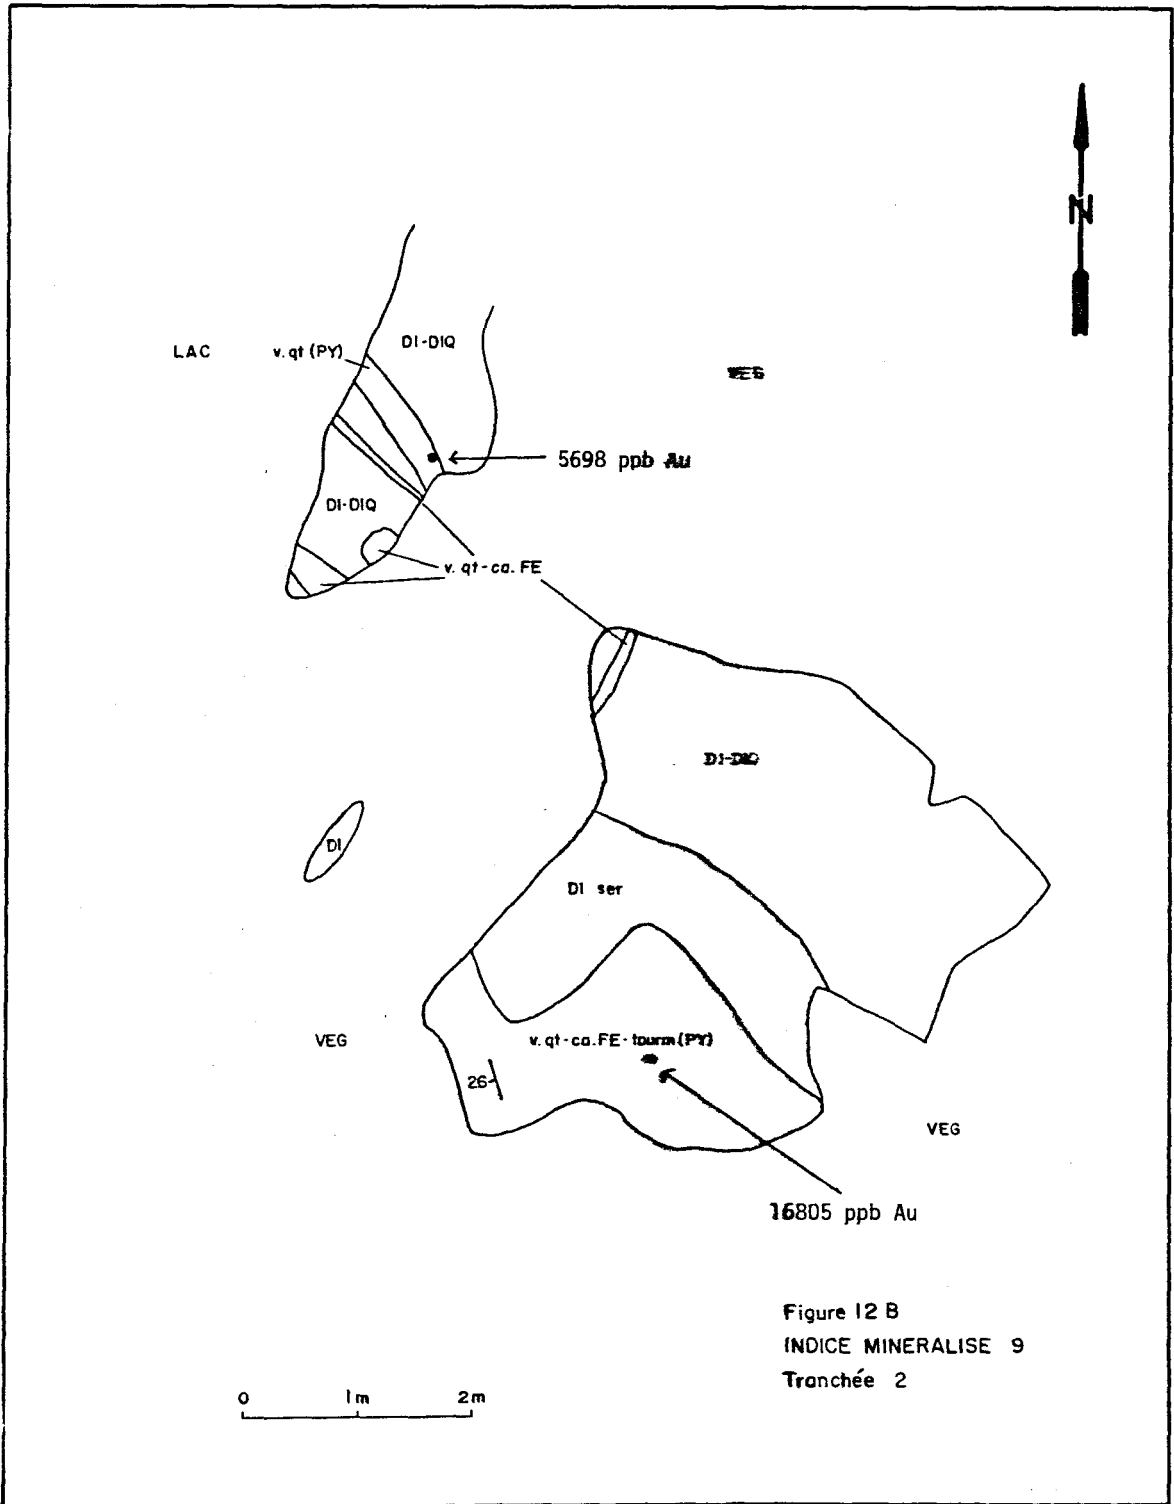 N
DI-DIQ
LAC
v. qt (PY)
VEG
5698 ppb Au
DI-DIQ
v. qt-ca. FE
DI-DIQ
DI
DI ser
VEG
v. qt-ca.FE-tourm(PY)
26
VEG
16805 ppb Au
Figure 12 B
INDICE MINERALISE 9
Tranchée 2
0 1m 2m